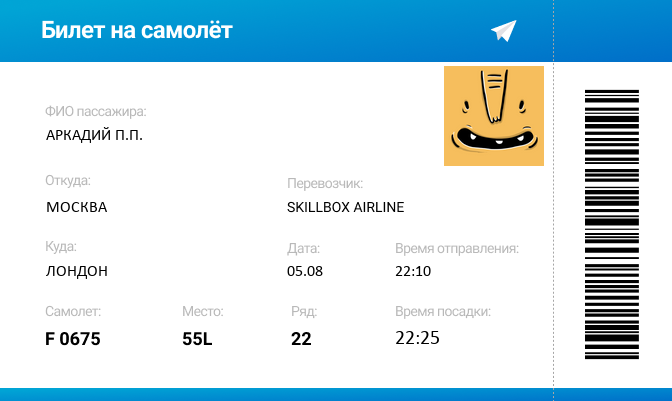 Билет на самолёт
ФИО пассажира:
АРКАДИЙ П.П.
Откуда:
Перевозчик:
МОСКВА
SKILLBOX AIRLINE
Куда:
Дата:
Время отправления:
ЛОНДОН
05.08
22:10
Самолет:
Место:
Ряд:
Время посадки:
F 0675
55L
22
22:25